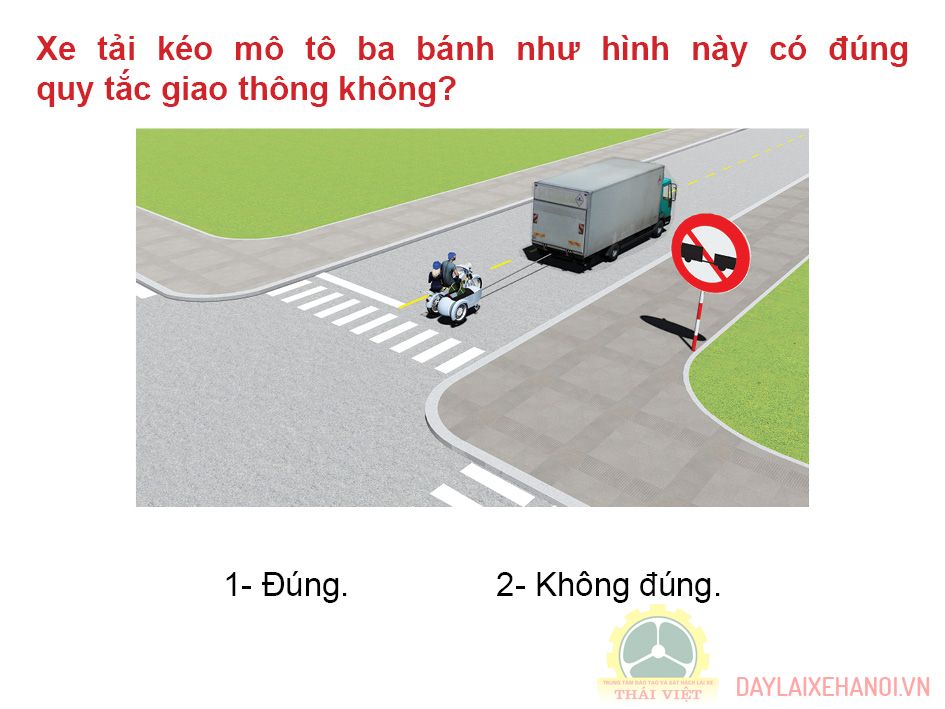 Xe tải kéo mô tô ba bánh như hình này có đúng
quy tắc giao thông không?
1- Đúng.
2- Không đúng.
TRUNG TÂM ĐÀO TẠO VÀ SÁT HẠCH LÁI XE
THÁI VIỆT
DAYLAIXEHANOI.VN